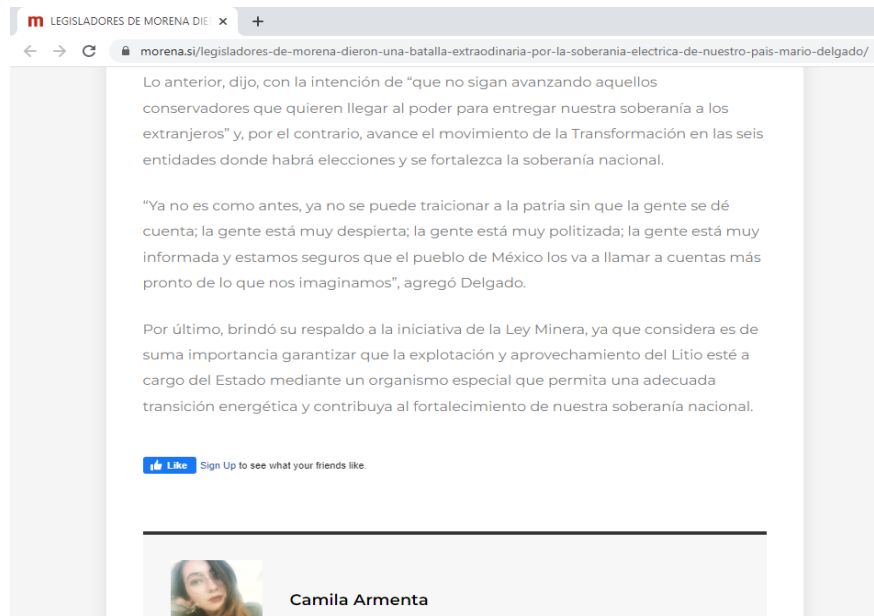 m LEGISLADORES DE MORENA DIE
morena.si/legisladores-de-morena-dieron-una-batalla-extraodinaria-por-la-soberania-electrica-de-nuestro-pais-mario-delgado/
Lo anterior, dijo, con la intención de “que no sigan avanzando aquellos
conservadores que quieren llegar al poder para entregar nuestra soberanía a los
extranjeros” y, por el contrario, avance el movimiento de la Transformación en las seis
entidades donde habrá elecciones y se fortalezca la soberanía nacional.
“Ya no es como antes, ya no se puede traicionar a la patria sin que la gente se dé
cuenta; la gente está muy despierta; la gente está muy politizada; la gente está muy
informada y estamos seguros que el pueblo de México los va a llamar a cuentas más
pronto de lo que nos imaginamos”, agregó Delgado.
Por último, brindó su respaldo a la iniciativa de la Ley Minera, ya que considera es de
suma importancia garantizar que la explotación y aprovechamiento del Litio esté a
cargo del Estado mediante un organismo especial que permita una adecuada
transición energética y contribuya al fortalecimiento de nuestra soberanía nacional.
Like Sign Up to see what your friends like.
Camila Armenta